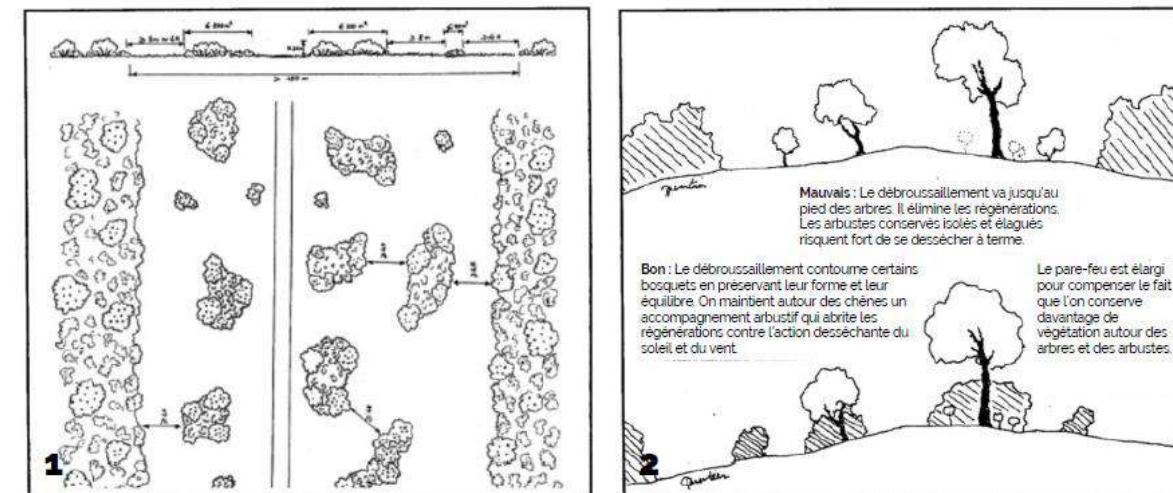 1
2
Mauvais : Le débroussaillement va jusqu'au
pied des arbres. Il élimine les régénérations.
Les arbustes conservés isolés et élagués
risquent fort de se dessécher à terme.
Bon : Le débroussaillement contourne certains
bosquets en préservant leur forme et leur
équilibre. On maintient autour des chênes un
accompagnement arbustif qui abrite les
régénérations contre l'action desséchante du
soleil et du vent.
Le pare-feu est élargi
pour compenser le fait
que l'on conserve
davantage de
végétation autour des
arbres et des arbustes.